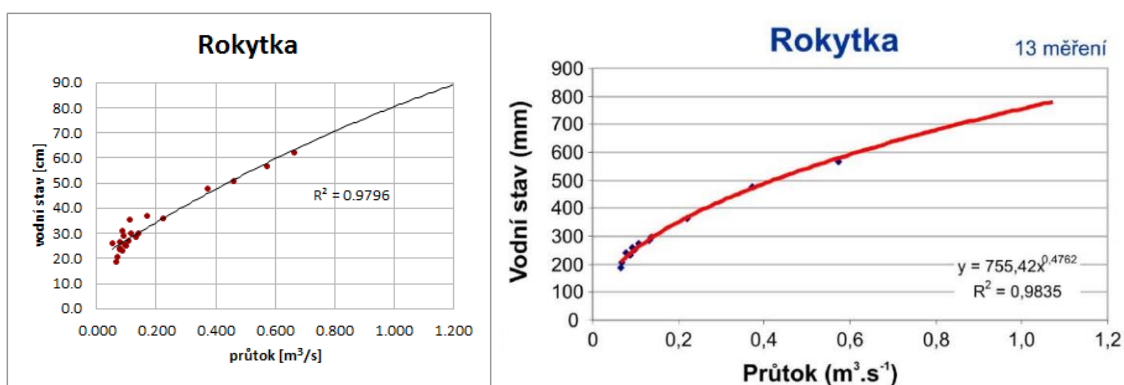 Rokytka
vodní stav [cm]
90.0
80.0
70.0
60.0
50.0
40.0
30.0
20.0
10.0
0.0
R² = 0.9796
0.000 0.200 0.400 0.600 0.800 1.000 1.200
průtok [m³/s]
Rokytka
13 měření
Vodní stav (mm)
900
800
700
600
500
400
300
200
100
0
y = 755,42x^0,4762
R² = 0,9835
0 0,2 0,4 0,6 0,8 1,0 1,2
Průtok (m³.s⁻¹)